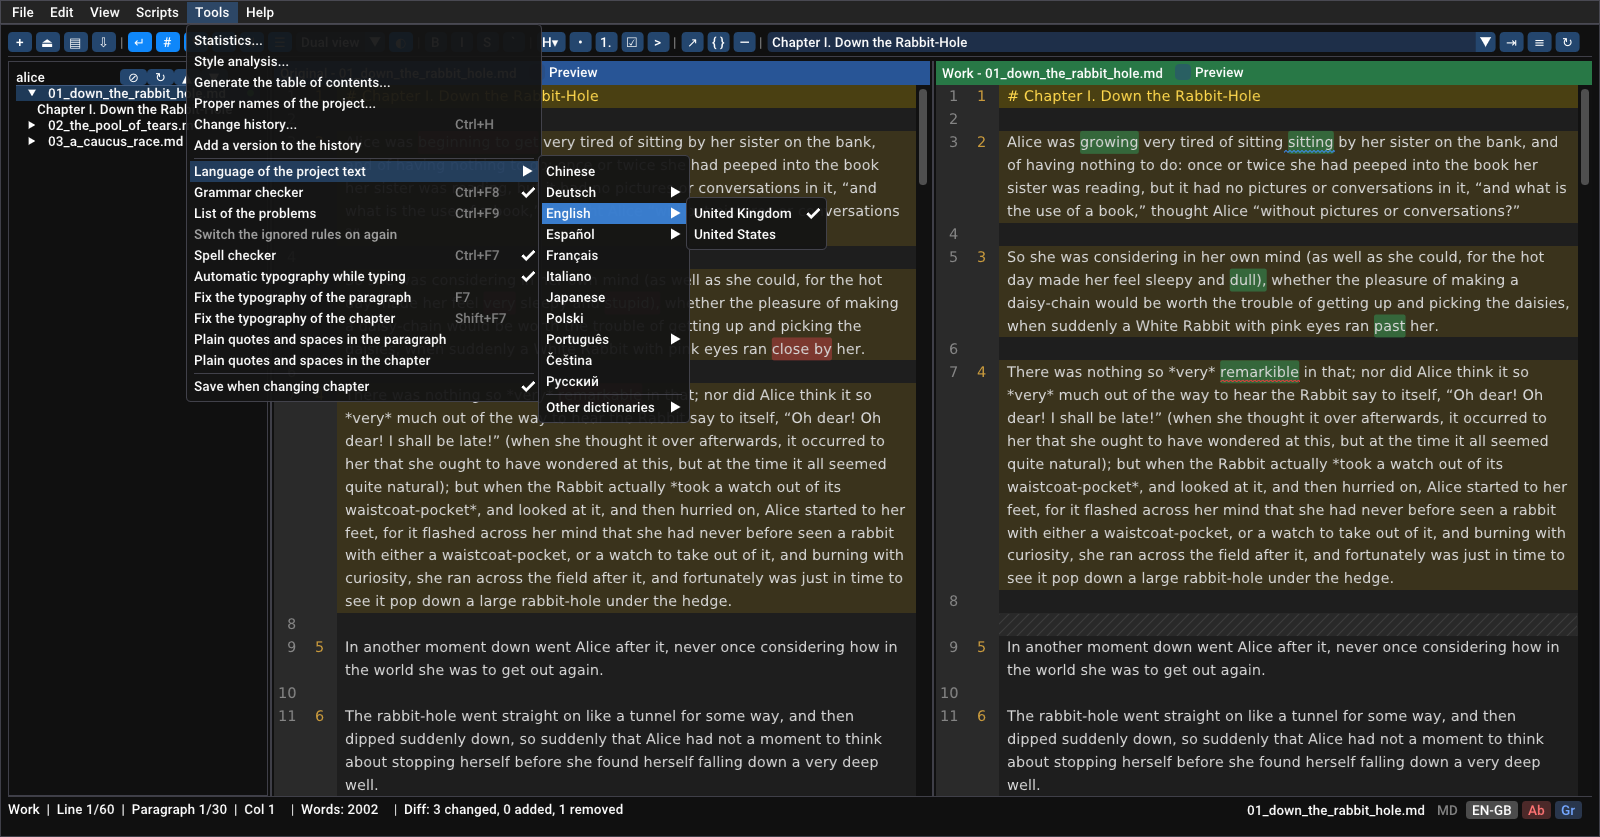 File Edit View Scripts Tools Help
+ ↵ # Dual view B I S H▾ • 1. ☑ > ↗ { } — Chapter I. Down the Rabbit-Hole
alice
01_down_the_rabbit_h
Chapter I. Down the Rab
02_the_pool_of_tears.r
03_a_caucus_race.md
Statistics...
Style analysis...
Generate the table of contents...
Proper names of the project...
Change history... Ctrl+H
Add a version to the history
Language of the project text
Grammar checker Ctrl+F8
List of the problems Ctrl+F9
Switch the ignored rules on again
Spell checker Ctrl+F7
Automatic typography while typing
Fix the typography of the paragraph F7
Fix the typography of the chapter Shift+F7
Plain quotes and spaces in the paragraph
Plain quotes and spaces in the chapter
Save when changing chapter
Chinese
Deutsch
English
Español
Français
Italiano
Japanese
Polski
Português
Čeština
Русский
Other dictionaries
United Kingdom
United States
Preview
bit-Hole
very tired of sitting by her sister on the bank,
had peeped into the book
or conversations in it, “and
versations
mind (as well as she could, for the hot
hether the pleasure of making
etting up and picking the
k eyes ran close by her.
t; nor did Alice think it so
*very* much out of the way say to itself, “Oh dear! Oh
dear! I shall be late!” (when she thought it over afterwards, it occurred to
her that she ought to have wondered at this, but at the time it all seemed
quite natural); but when the Rabbit actually *took a watch out of its
waistcoat-pocket*, and looked at it, and then hurried on, Alice started to her
feet, for it flashed across her mind that she had never before seen a rabbit
with either a waistcoat-pocket, or a watch to take out of it, and burning with
curiosity, she ran across the field after it, and fortunately was just in time to
see it pop down a large rabbit-hole under the hedge.
8
9 5 In another moment down went Alice after it, never once considering how in
the world she was to get out again.
10
11 6 The rabbit-hole went straight on like a tunnel for some way, and then
dipped suddenly down, so suddenly that Alice had not a moment to think
about stopping herself before she found herself falling down a very deep
well.
Work - 01_down_the_rabbit_hole.md Preview
1 1 # Chapter I. Down the Rabbit-Hole
2
3 2 Alice was growing very tired of sitting sitting by her sister on the bank, and
of having nothing to do: once or twice she had peeped into the book her
sister was reading, but it had no pictures or conversations in it, “and what is
the use of a book,” thought Alice “without pictures or conversations?”
4
5 3 So she was considering in her own mind (as well as she could, for the hot
day made her feel sleepy and dull), whether the pleasure of making a
daisy-chain would be worth the trouble of getting up and picking the daisies,
when suddenly a White Rabbit with pink eyes ran past her.
6
7 4 There was nothing so *very* remarkible in that; nor did Alice think it so
*very* much out of the way to hear the Rabbit say to itself, “Oh dear! Oh
dear! I shall be late!” (when she thought it over afterwards, it occurred to
her that she ought to have wondered at this, but at the time it all seemed
quite natural); but when the Rabbit actually *took a watch out of its
waistcoat-pocket*, and looked at it, and then hurried on, Alice started to her
feet, for it flashed across her mind that she had never before seen a rabbit
with either a waistcoat-pocket, or a watch to take out of it, and burning with
curiosity, she ran across the field after it, and fortunately was just in time to
see it pop down a large rabbit-hole under the hedge.
8
9 5 In another moment down went Alice after it, never once considering how in
the world she was to get out again.
10
11 6 The rabbit-hole went straight on like a tunnel for some way, and then
dipped suddenly down, so suddenly that Alice had not a moment to think
about stopping herself before she found herself falling down a very deep
well.
Work | Line 1/60 | Paragraph 1/30 | Col 1 | Words: 2002 | Diff: 3 changed, 0 added, 1 removed
01_down_the_rabbit_hole.md MD EN-GB Ab Gr